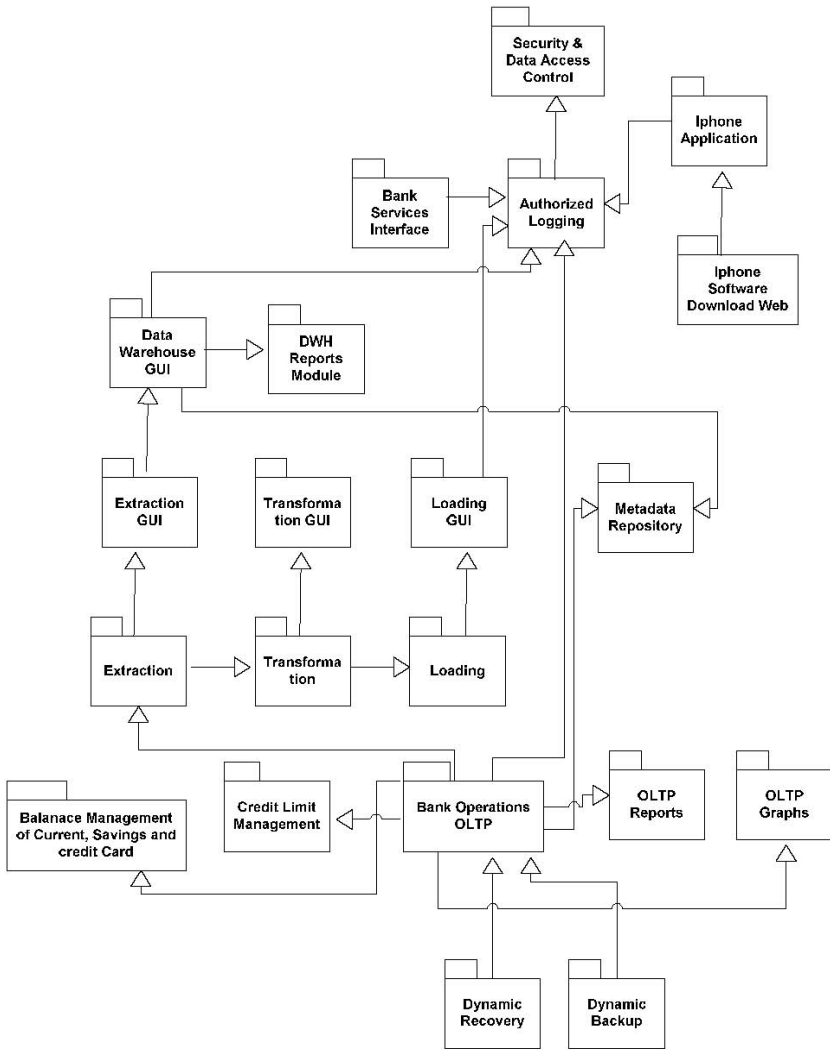 Security &
Data Access
Control
Iphone
Application
Bank
Services
Interface
Authorized
Logging
Iphone
Software
Download Web
Data
Warehouse
GUI
DWH
Reports
Module
Extraction
GUI
Transforma
tion GUI
Loading
GUI
Metadata
Repository
Extraction
Transforma
tion
Loading
Balanace Management
of Current, Savings and
credit Card
Credit Limit
Management
Bank Operations
OLTP
OLTP
Reports
OLTP
Graphs
Dynamic
Recovery
Dynamic
Backup